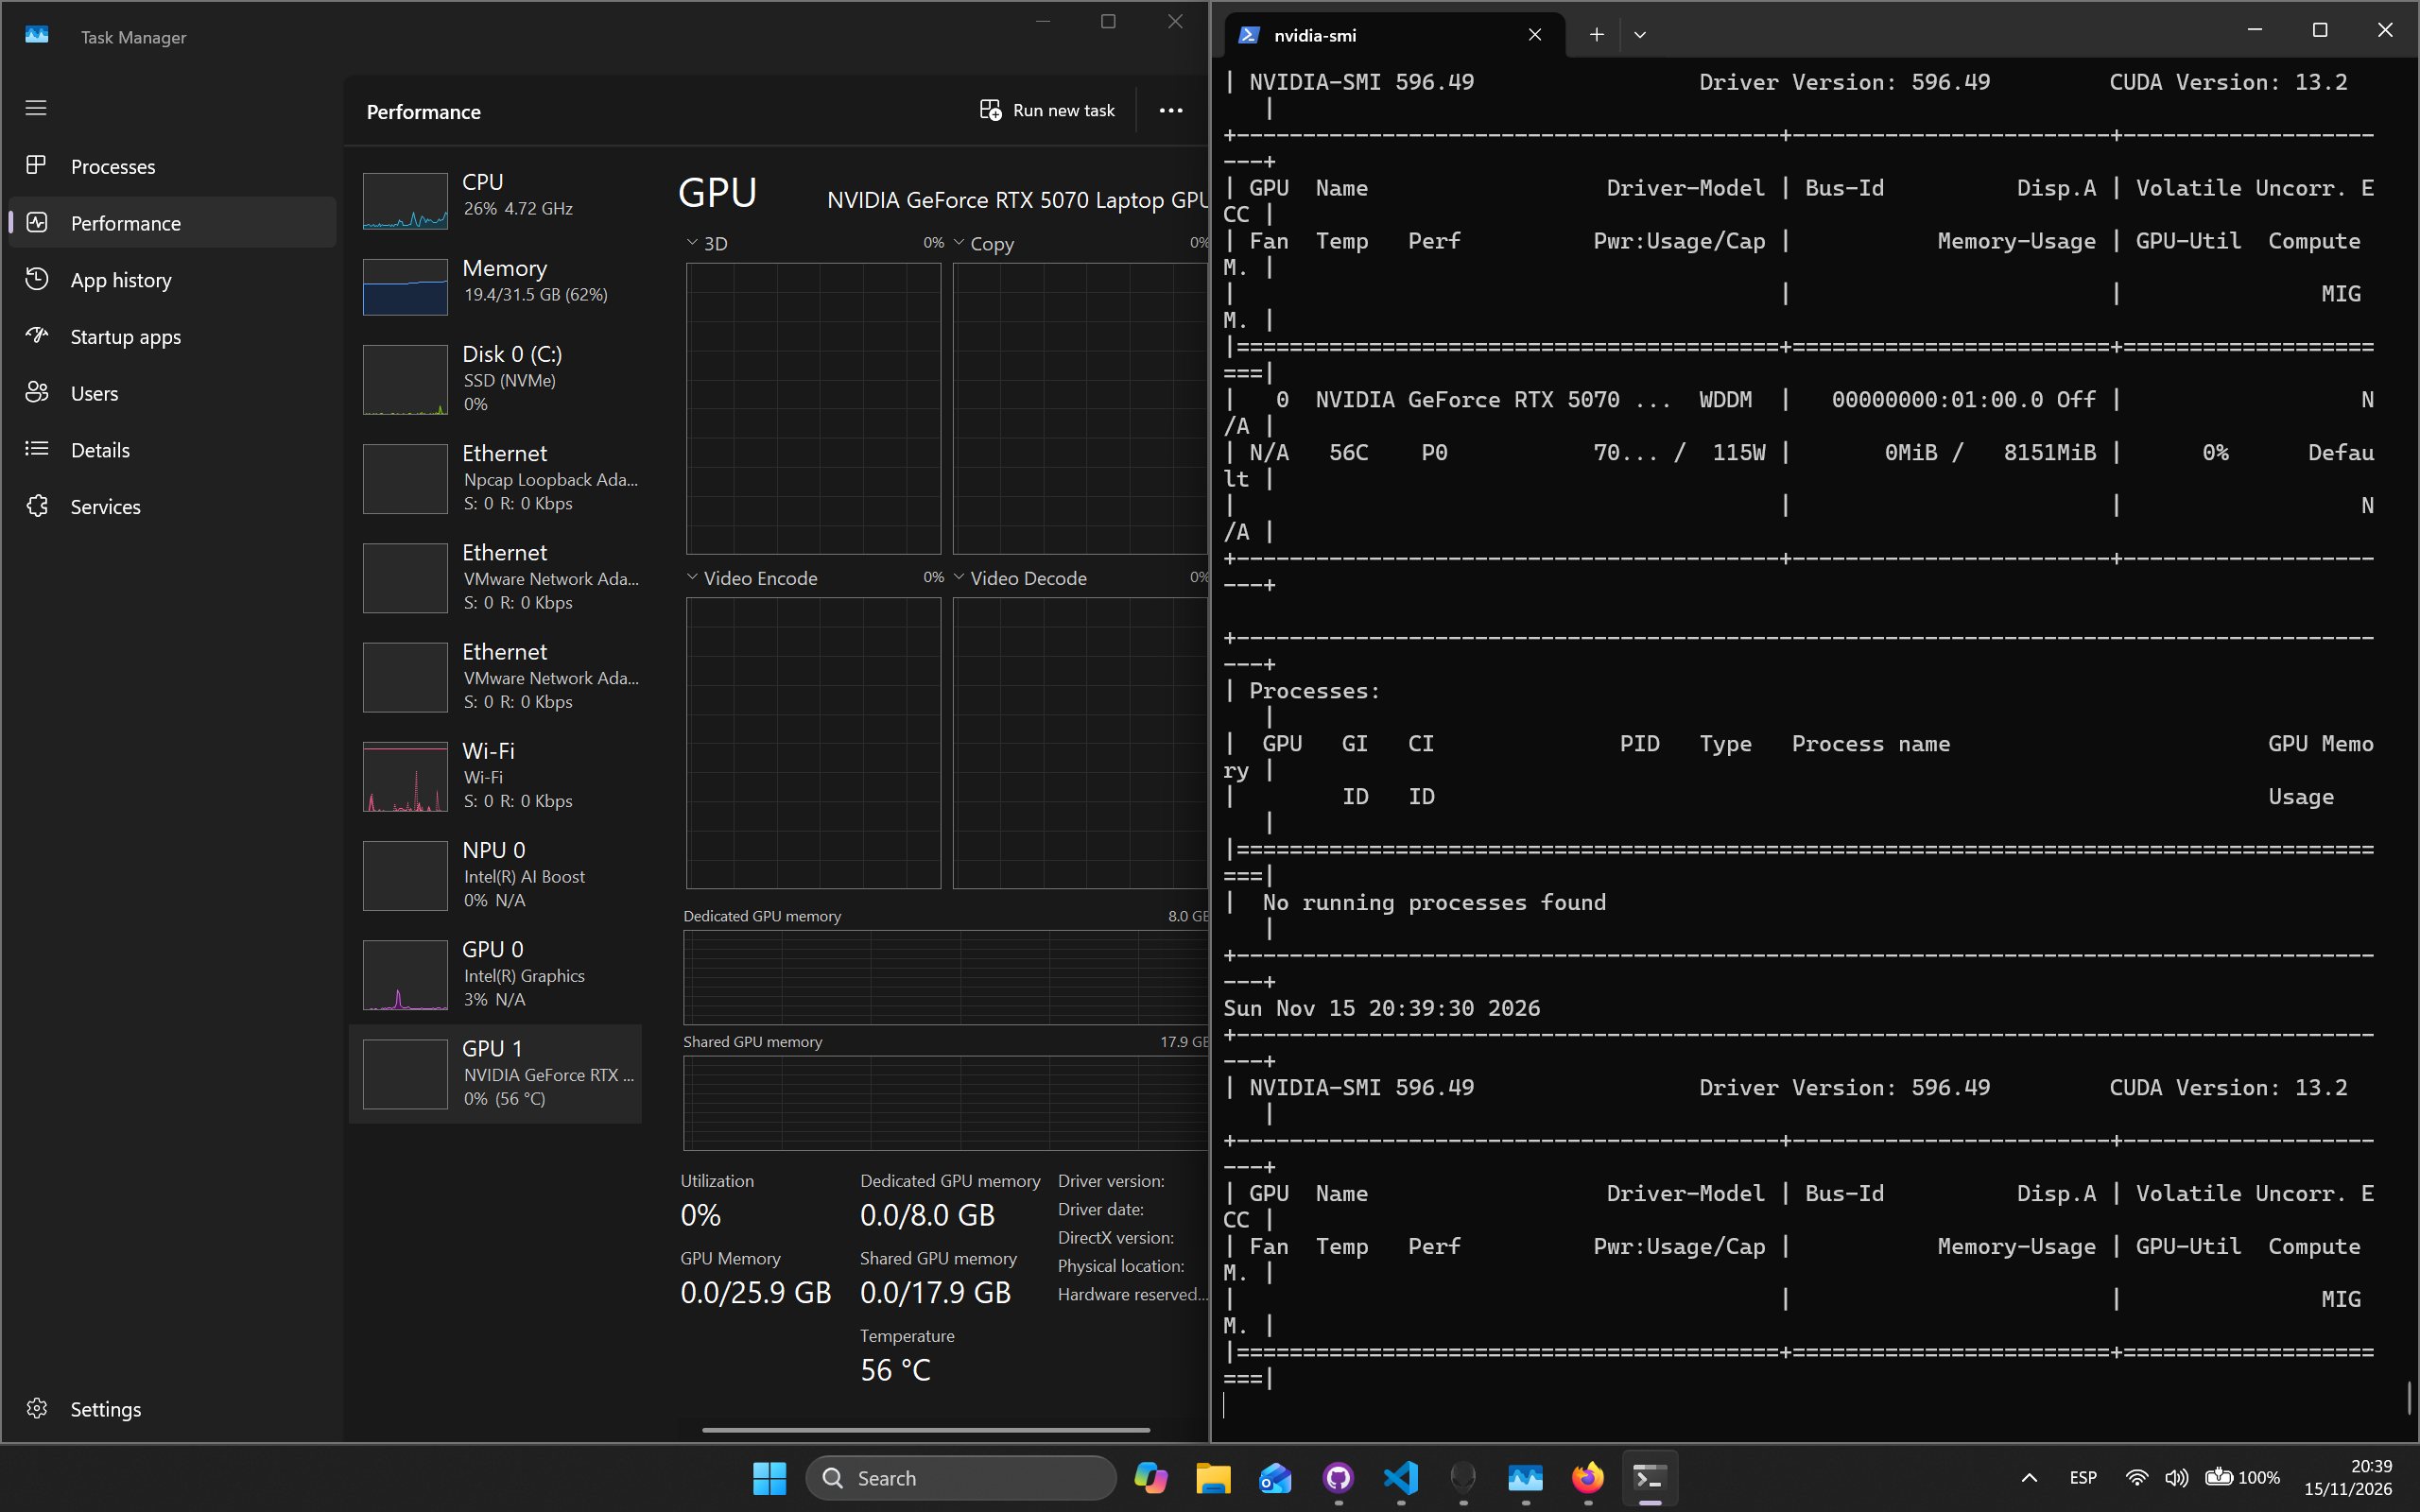 Task Manager
Performance
Run new task
Processes
Performance
App history
Startup apps
Users
Details
Services
Settings
CPU
26% 4.72 GHz
Memory
19.4/31.5 GB (62%)
Disk 0 (C:)
SSD (NVMe)
0%
Ethernet
Npcap Loopback Ada...
S: 0 R: 0 Kbps
Ethernet
VMware Network Ada...
S: 0 R: 0 Kbps
Ethernet
VMware Network Ada...
S: 0 R: 0 Kbps
Wi-Fi
Wi-Fi
S: 0 R: 0 Kbps
NPU 0
Intel(R) AI Boost
0% N/A
GPU 0
Intel(R) Graphics
3% N/A
GPU 1
NVIDIA GeForce RTX ...
0% (56 °C)
GPU NVIDIA GeForce RTX 5070 Laptop GPU
3D 0% Copy 0%
Video Encode 0% Video Decode 0%
Dedicated GPU memory 8.0 GB
Shared GPU memory 17.9 GB
Utilization
0%
Dedicated GPU memory
0.0/8.0 GB
GPU Memory
0.0/25.9 GB
Shared GPU memory
0.0/17.9 GB
Temperature
56 °C
Driver version:
Driver date:
DirectX version:
Physical location:
Hardware reserved...
nvidia-smi
| NVIDIA-SMI 596.49                 Driver Version: 596.49         CUDA Version: 13.2
   |
+-----------------------------------------+------------------------+-------------------
---+
| GPU  Name                  Driver-Model | Bus-Id          Disp.A | Volatile Uncorr. E
CC |
| Fan  Temp   Perf          Pwr:Usage/Cap |           Memory-Usage | GPU-Util  Compute
M. |
|                                         |                        |               MIG
M. |
|=========================================+========================+===================
===|
|   0  NVIDIA GeForce RTX 5070 ...  WDDM  |   00000000:01:00.0 Off |                  N
/A |
| N/A   56C    P0          70... /  115W |       0MiB /   8151MiB |      0%      Defau
lt |
|                                         |                        |                  N
/A |
+-----------------------------------------+------------------------+-------------------
---+
+--------------------------------------------------------------------------------------
---+
| Processes:
   |
|  GPU   GI   CI              PID   Type   Process name                        GPU Memo
ry |
|        ID   ID                                                               Usage
   |
|======================================================================================
===|
|  No running processes found
   |
+--------------------------------------------------------------------------------------
---+
Sun Nov 15 20:39:30 2026
+--------------------------------------------------------------------------------------
---+
| NVIDIA-SMI 596.49                 Driver Version: 596.49         CUDA Version: 13.2
   |
+-----------------------------------------+------------------------+-------------------
---+
| GPU  Name                  Driver-Model | Bus-Id          Disp.A | Volatile Uncorr. E
CC |
| Fan  Temp   Perf          Pwr:Usage/Cap |           Memory-Usage | GPU-Util  Compute
M. |
|                                         |                        |               MIG
M. |
|=========================================+========================+===================
===|
Search
ESP
100%
20:39
15/11/2026